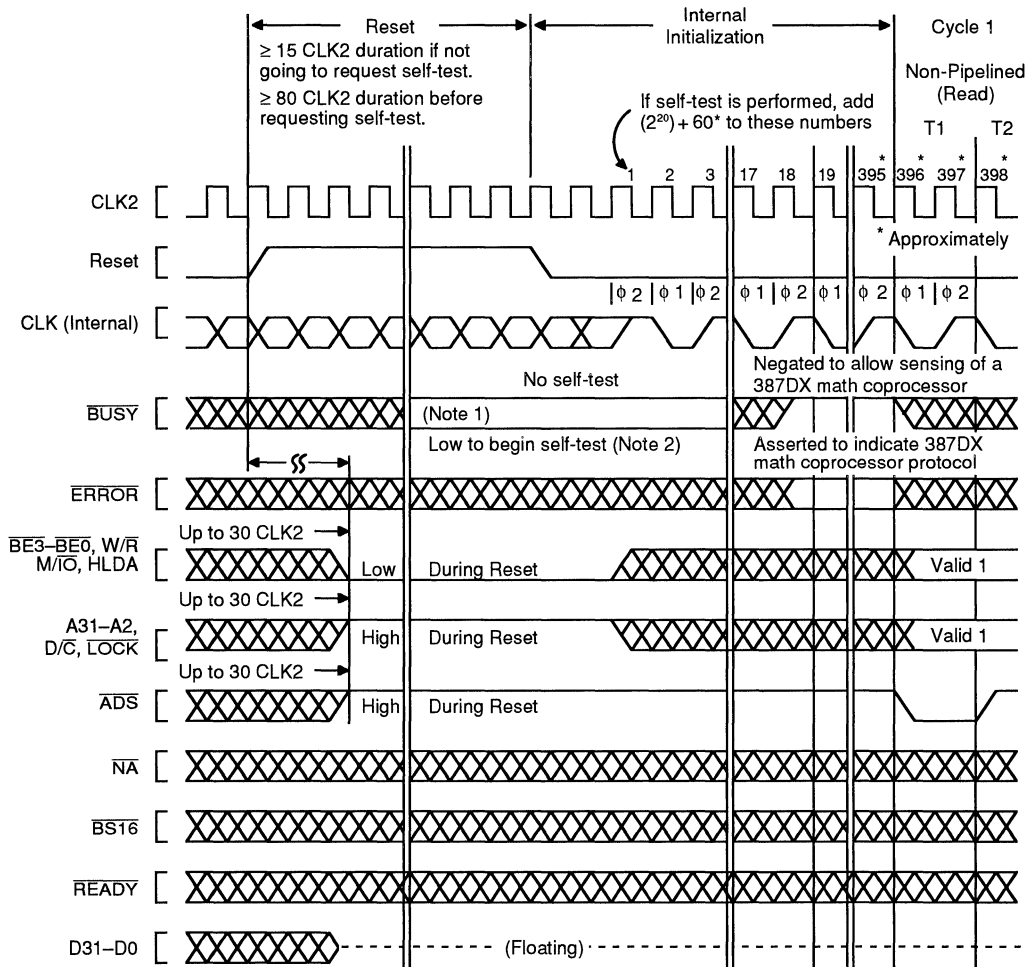 Reset
Internal
Initialization
Cycle 1
≥ 15 CLK2 duration if not
going to request self-test.
≥ 80 CLK2 duration before
requesting self-test.
Non-Pipelined
(Read)
If self-test is performed, add
(2²⁰) + 60* to these numbers
T1
T2
1 2 3 17 18 19 395* 396* 397* 398*
CLK2
* Approximately
Reset
ϕ 2 ϕ 1 ϕ 2 ϕ 1 ϕ 2 ϕ 1 ϕ 2 ϕ 1 ϕ 2
CLK (Internal)
No self-test
Negated to allow sensing of a
387DX math coprocessor
BUSY
(Note 1)
Low to begin self-test (Note 2)
Asserted to indicate 387DX
math coprocessor protocol
ERROR
Up to 30 CLK2
BE3–BE0, W/R
M/IO, HLDA
Low During Reset
Valid 1
Up to 30 CLK2
A31–A2,
D/C, LOCK
High During Reset
Valid 1
Up to 30 CLK2
ADS
High During Reset
NA
BS16
READY
D31–D0
(Floating)